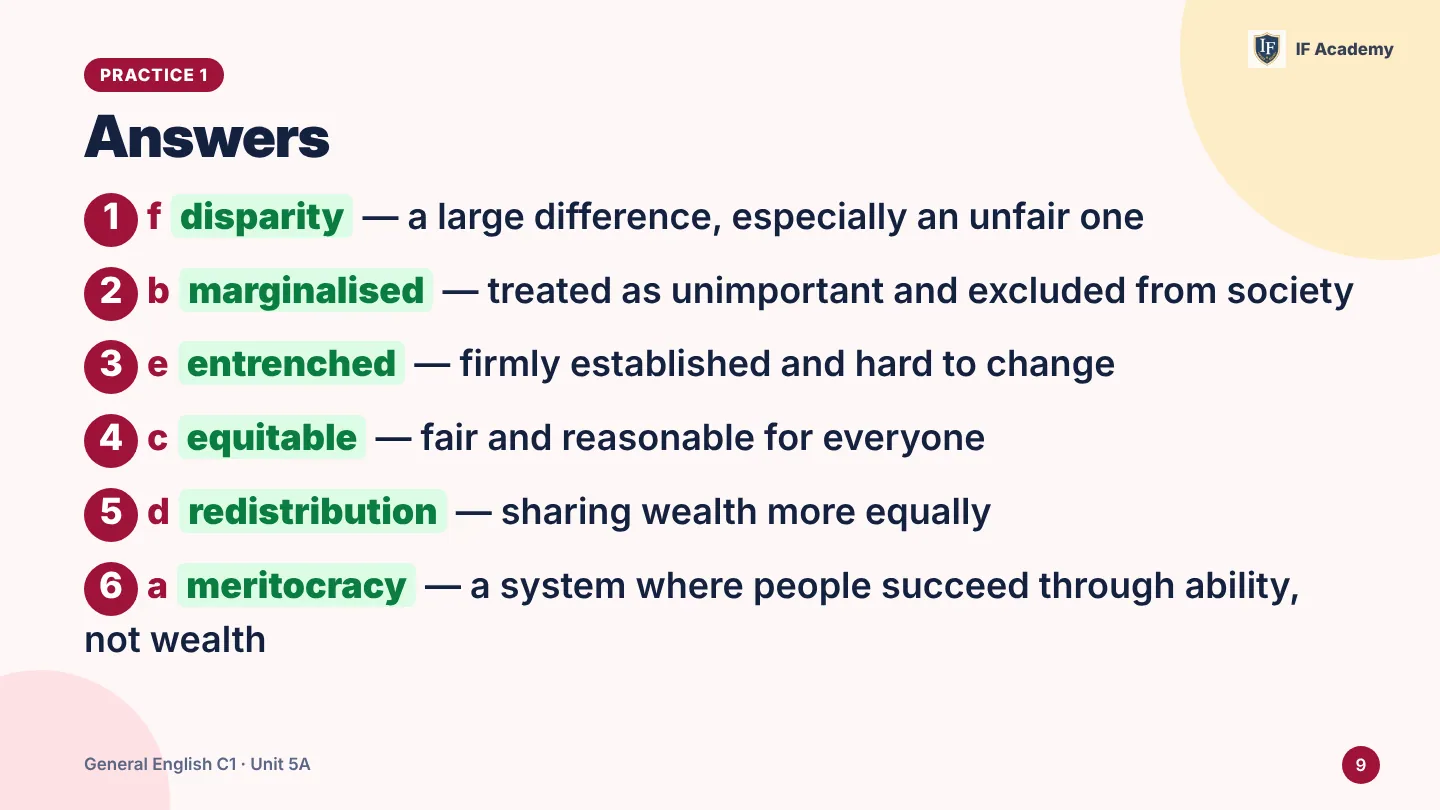 IF IF Academy
PRACTICE 1
Answers
1 f disparity — a large difference, especially an unfair one
2 b marginalised — treated as unimportant and excluded from society
3 e entrenched — firmly established and hard to change
4 c equitable — fair and reasonable for everyone
5 d redistribution — sharing wealth more equally
6 a meritocracy — a system where people succeed through ability,
not wealth
General English C1 · Unit 5A
9